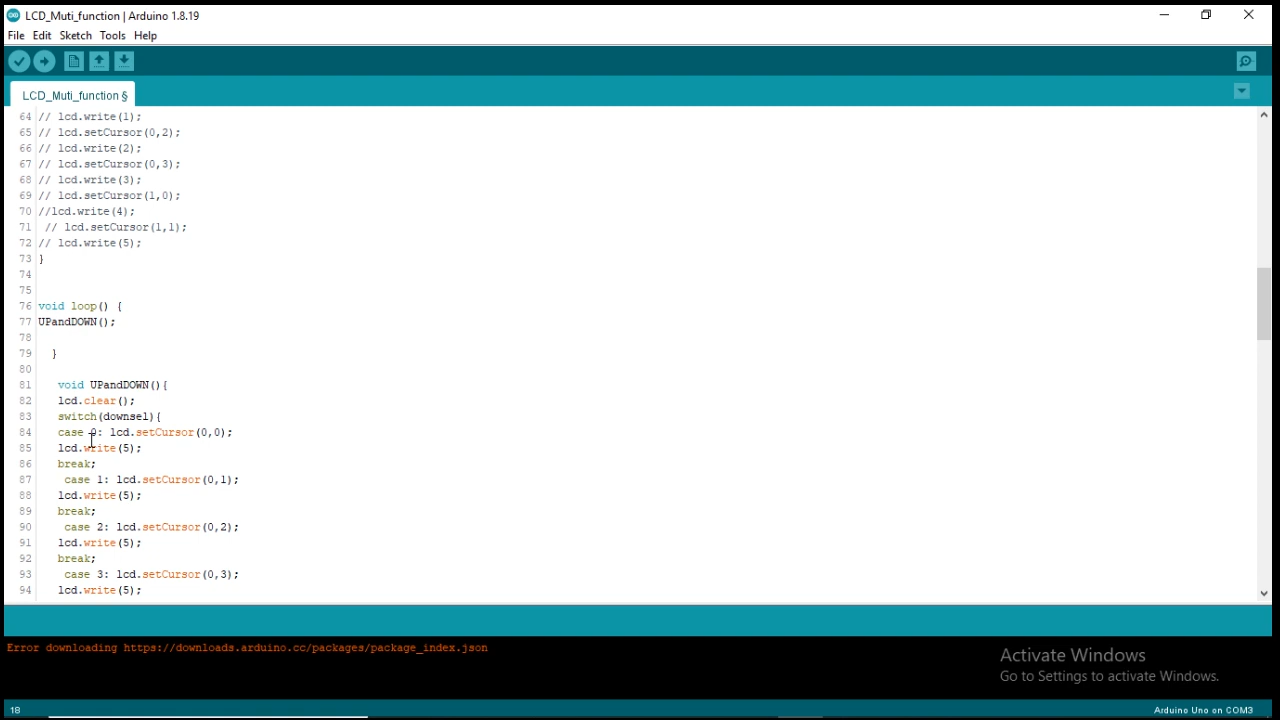 LCD_Muti_function | Arduino 1.8.19
File Edit Sketch Tools Help
LCD_Muti_function §
64 // lcd.write(1);
65 // lcd.setCursor(0,2);
66 // lcd.write(2);
67 // lcd.setCursor(0,3);
68 // lcd.write(3);
69 // lcd.setCursor(1,0);
70 //lcd.write(4);
71 // lcd.setCursor(1,1);
72 // lcd.write(5);
73 }
74
75
76 void loop() {
77 UPandDOWN();
78
79 }
80
81 void UPandDOWN(){
82 lcd.clear();
83 switch(downsel){
84 case 0: lcd.setCursor(0,0);
85 lcd.write(5);
86 break;
87 case 1: lcd.setCursor(0,1);
88 lcd.write(5);
89 break;
90 case 2: lcd.setCursor(0,2);
91 lcd.write(5);
92 break;
93 case 3: lcd.setCursor(0,3);
94 lcd.write(5);
Error downloading https://downloads.arduino.cc/packages/package_index.json
Activate Windows
Go to Settings to activate Windows.
18
Arduino Uno on COM3